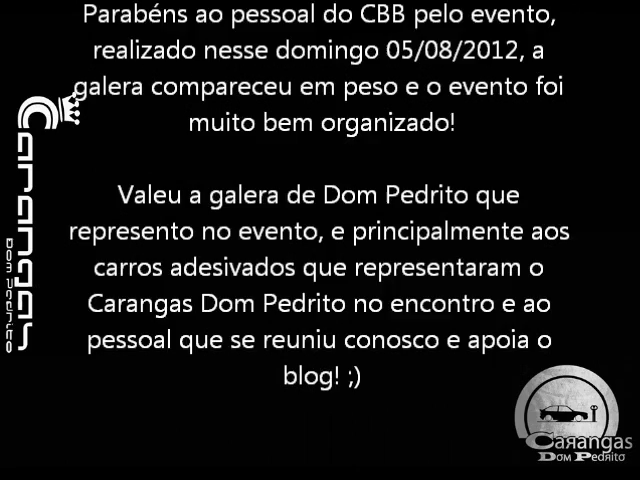 Parabéns ao pessoal do CBB pelo evento,
realizado nesse domingo 05/08/2012, a
galera compareceu em peso e o evento foi
muito bem organizado!
Valeu a galera de Dom Pedrito que
represento no evento, e principalmente aos
carros adesivados que representaram o
Carangas Dom Pedrito no encontro e ao
pessoal que se reuniu conosco e apoia o
blog! ;)
Carangas
Dom Pedrito
Carangas
Dom Pedrito